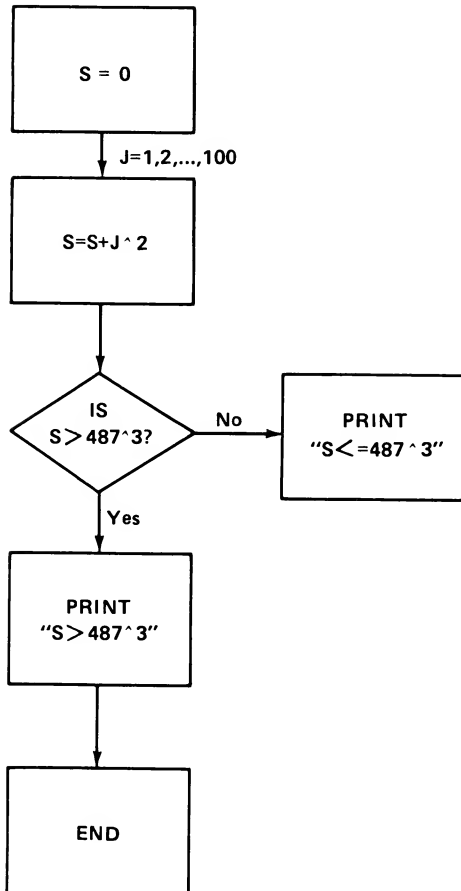 S = 0
J=1,2,...,100
S=S+J^2
IS
S>487^3?
No
PRINT
“S<=487^3”
Yes
PRINT
“S>487^3”
END